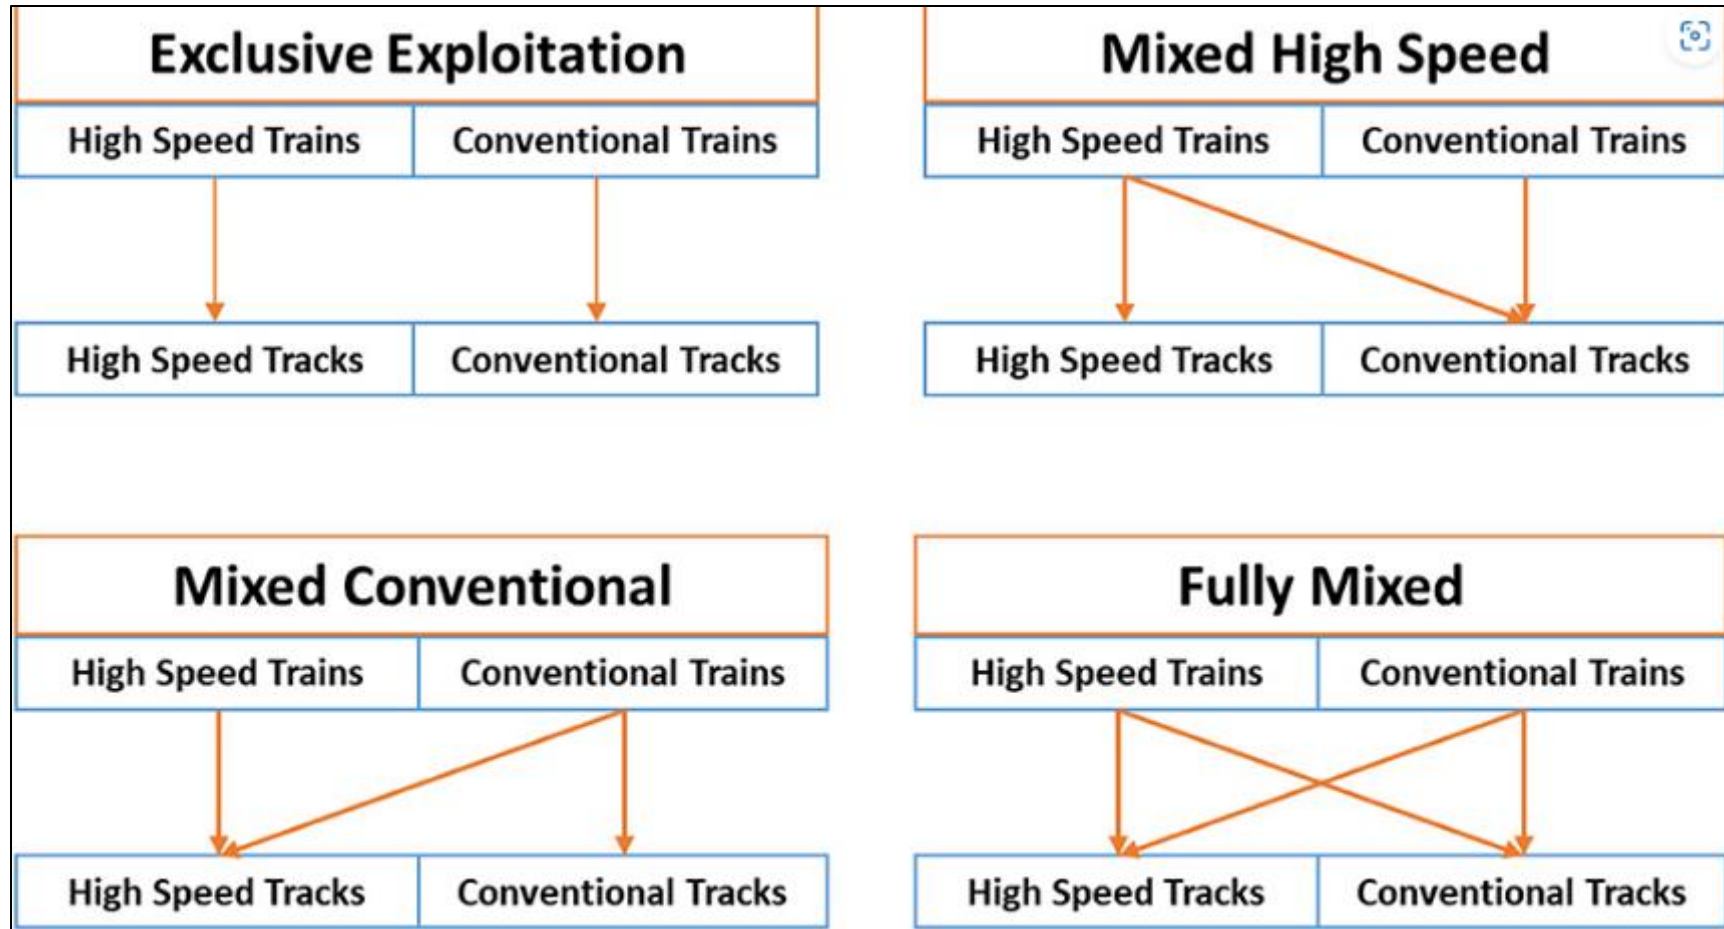 Exclusive Exploitation
High Speed Trains
Conventional Trains
High Speed Tracks
Conventional Tracks
Mixed High Speed
High Speed Trains
Conventional Trains
High Speed Tracks
Conventional Tracks
Mixed Conventional
High Speed Trains
Conventional Trains
High Speed Tracks
Conventional Tracks
Fully Mixed
High Speed Trains
Conventional Trains
High Speed Tracks
Conventional Tracks